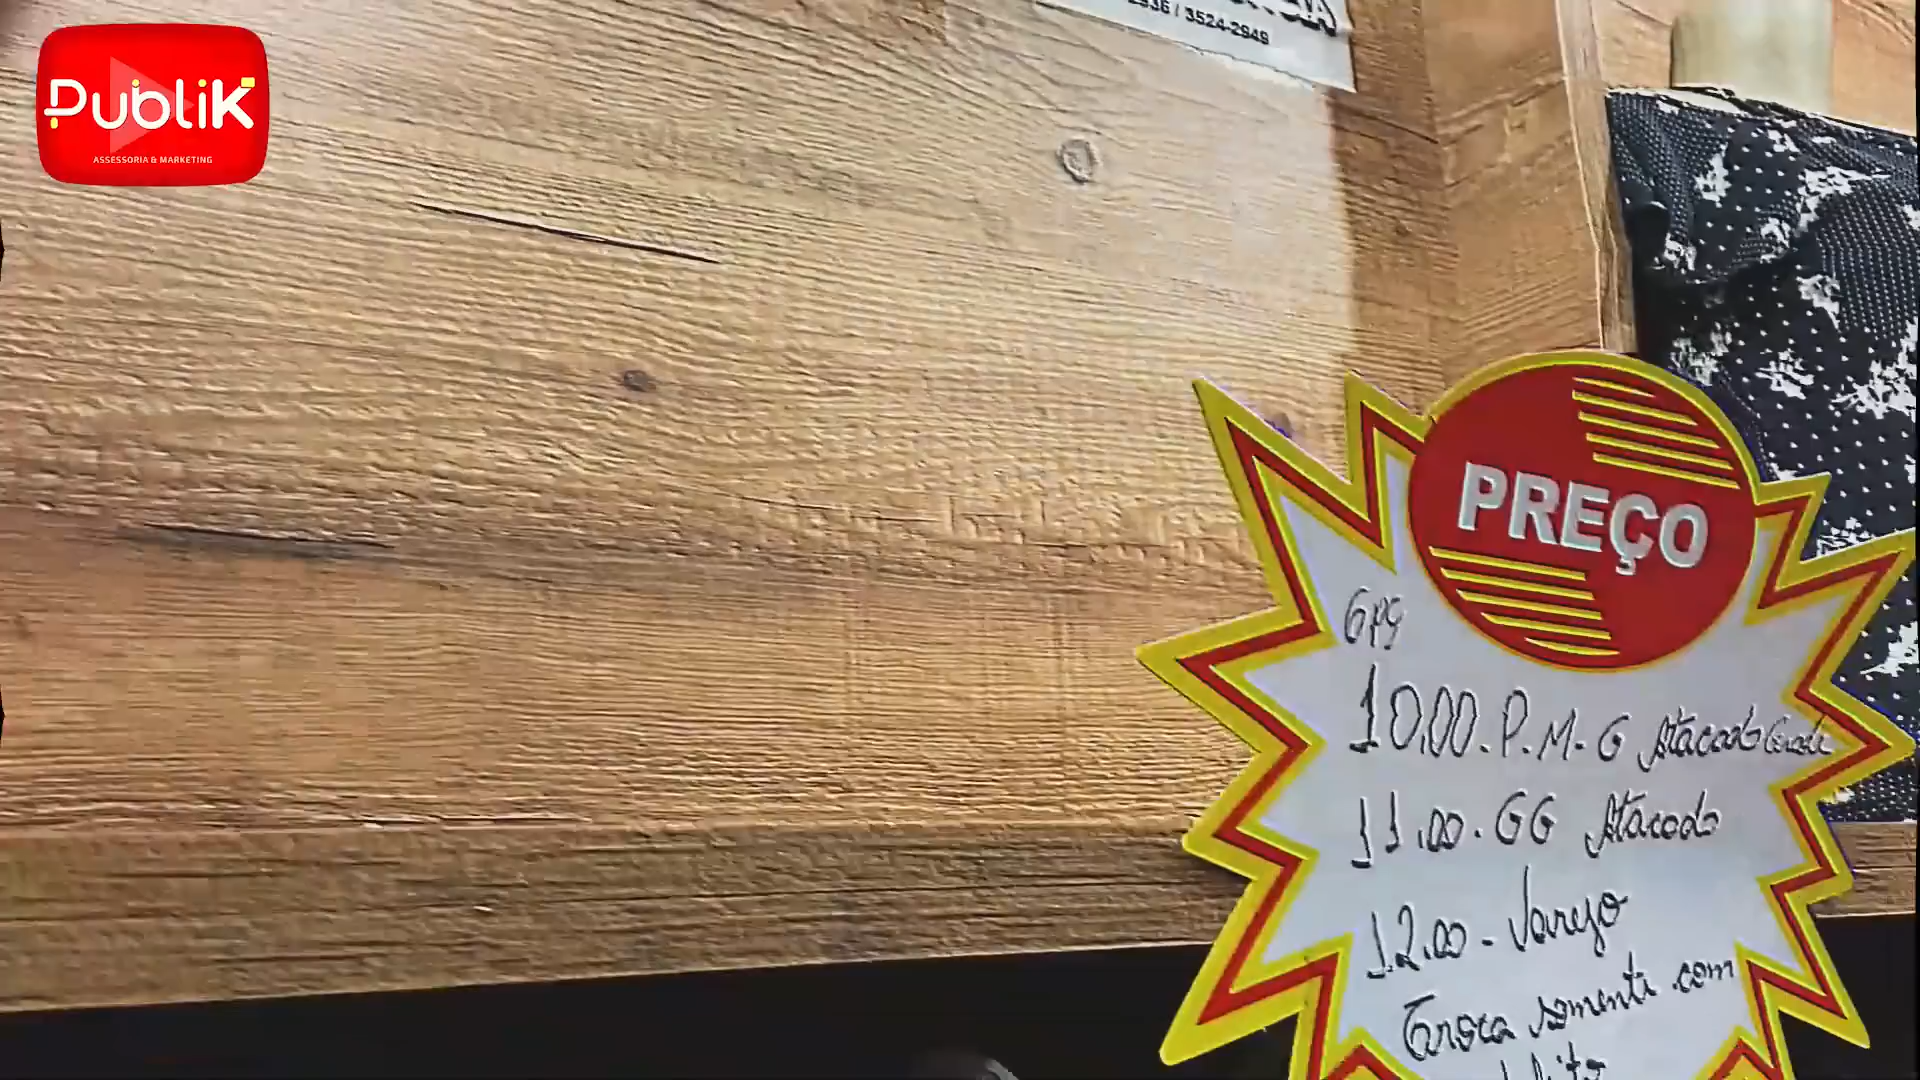 PubliK
ASSESSORIA & MARKETING
2936 / 3524-2949
PREÇO
10,00. P. M. G Atacado
11,00. GG Atacado
12,00 - Varejo
Troca somente com